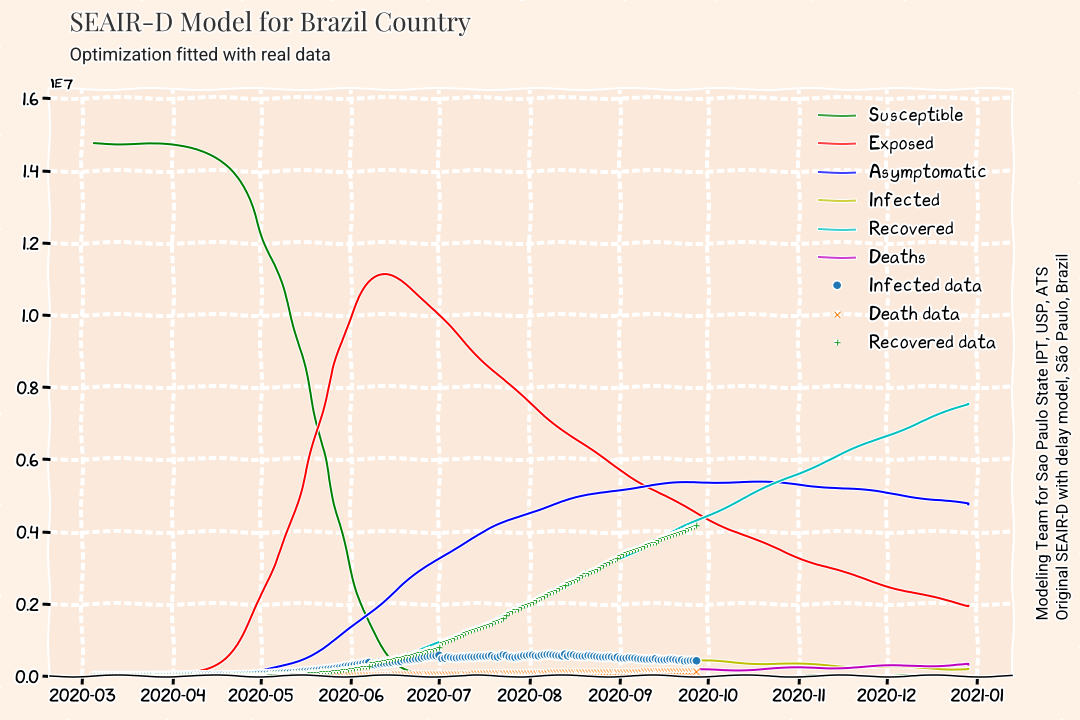 SEAIR-D Model for Brazil Country
Optimization fitted with real data
1E7
1.6
1.4
1.2
1.0
0.8
0.6
0.4
0.2
0.0
Susceptible
Exposed
Asymptomatic
Infected
Recovered
Deaths
Infected data
Death data
Recovered data
2020-03 2020-04 2020-05 2020-06 2020-07 2020-08 2020-09 2020-10 2020-11 2020-12 2021-01
Modeling Team for Sao Paulo State IPT, USP, ATS
Original SEAIR-D with delay model, São Paulo, Brazil